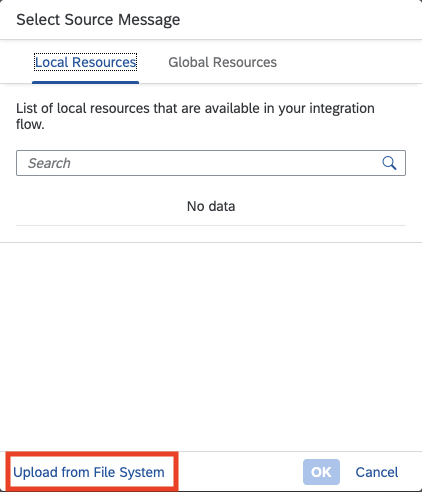 Select Source Message
Local Resources Global Resources
List of local resources that are available in your integration
flow.
Search
No data
Upload from File System OK Cancel